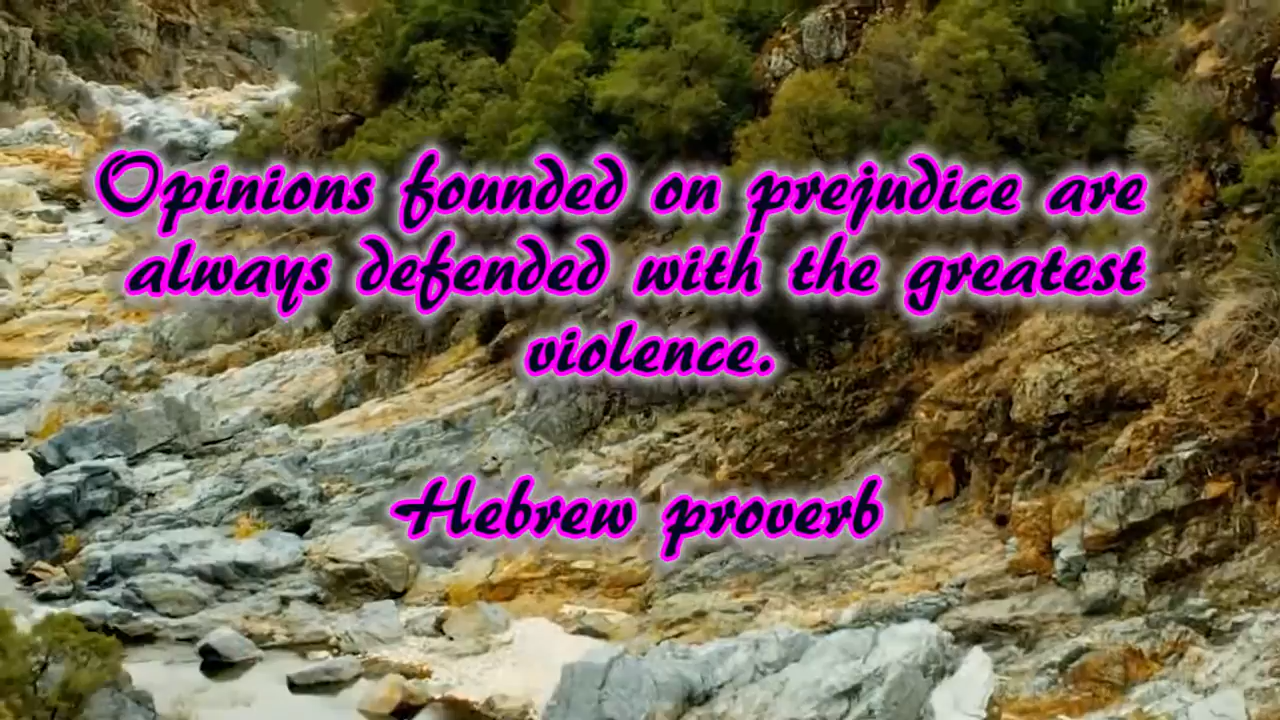 Opinions founded on prejudice are
always defended with the greatest
violence.
Hebrew proverb